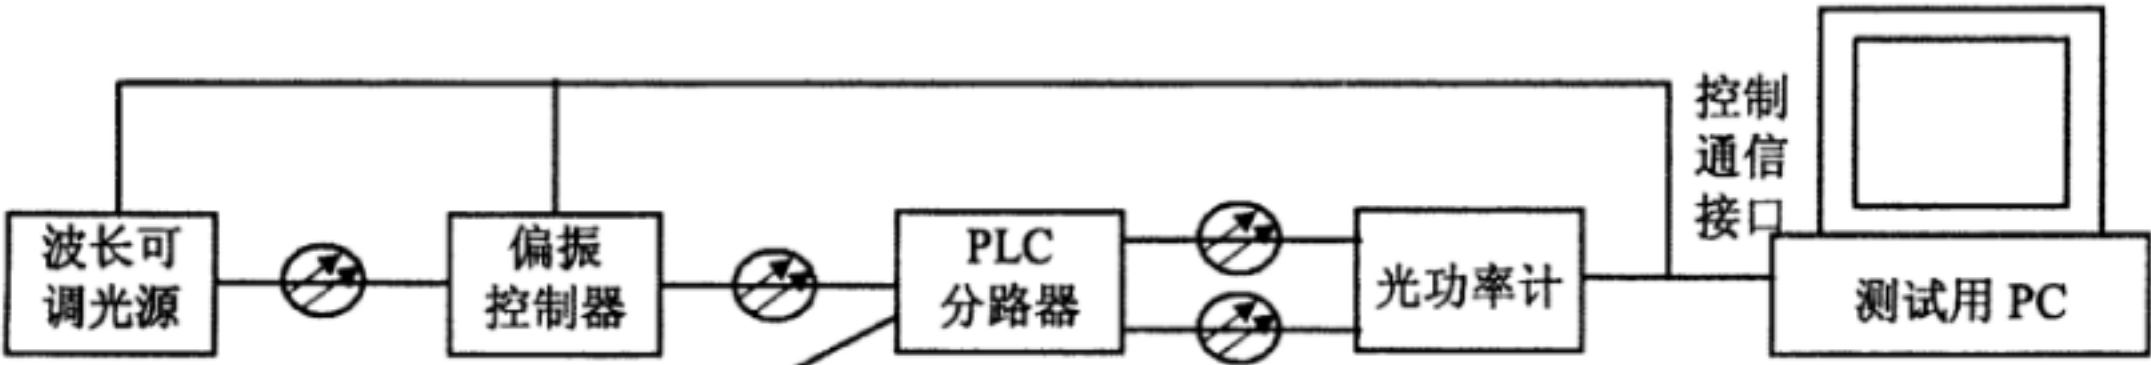 波长可
调光源
偏振
控制器
PLC
分路器
光功率计
控制
通信
接口
测试用 PC